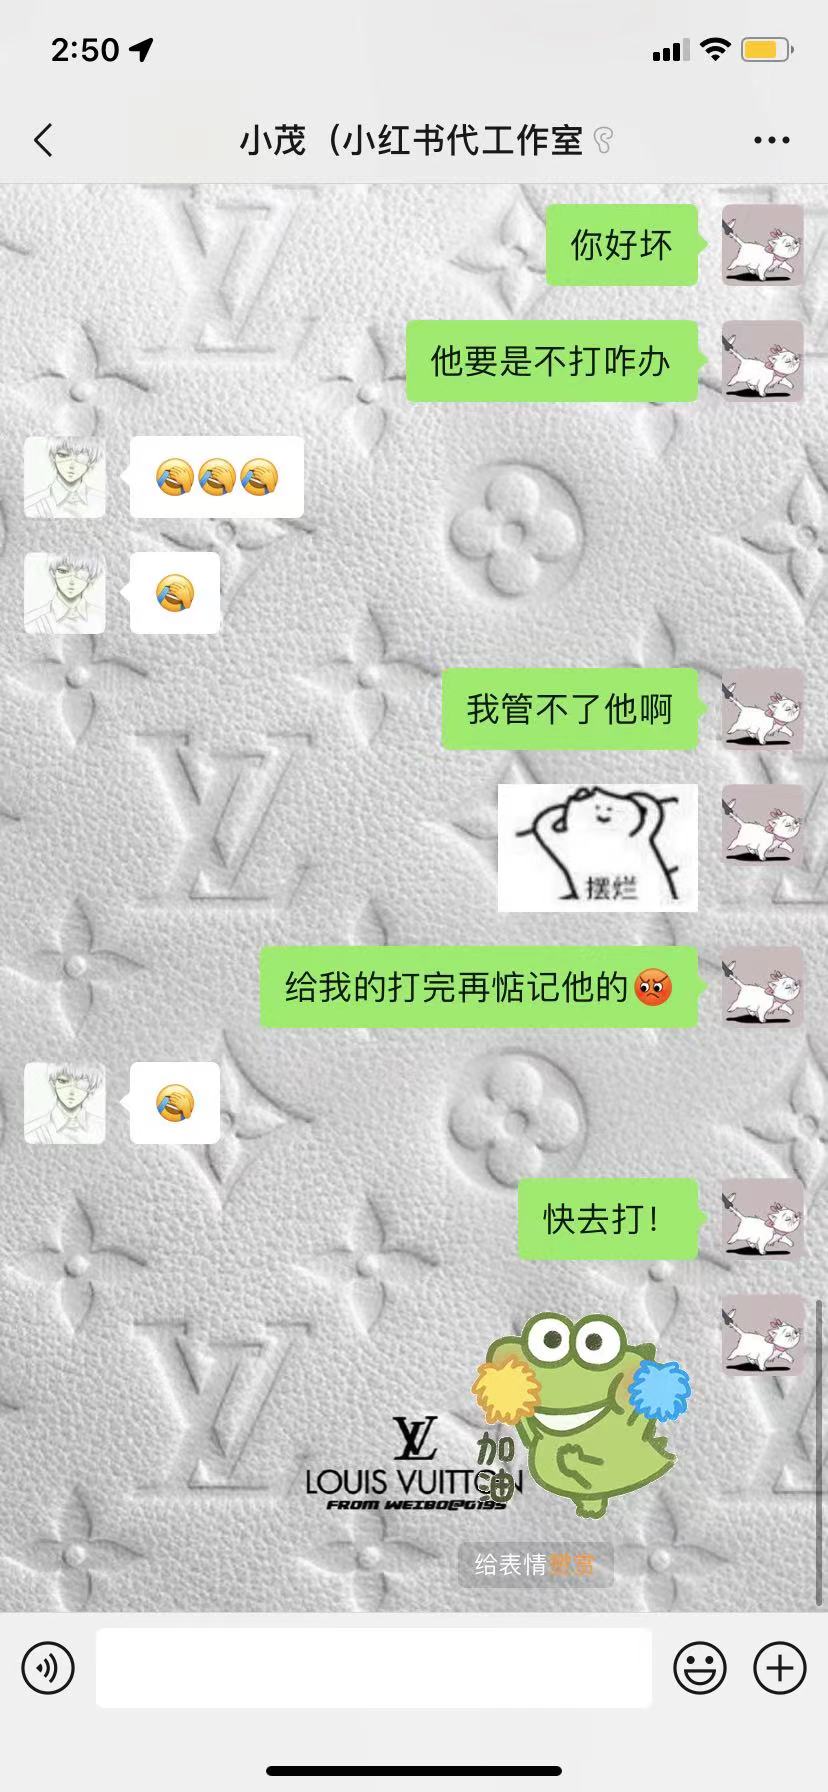 2:50
小茂（小红书代工作室
你好坏
他要是不打咋办
🤦🤦🤦
🤦
我管不了他啊
摆烂
给我的打完再惦记他的😡
🤦
快去打！
加油
LV
LOUIS VUITTON
FROM WEIBO@G19S
给表情赞赏